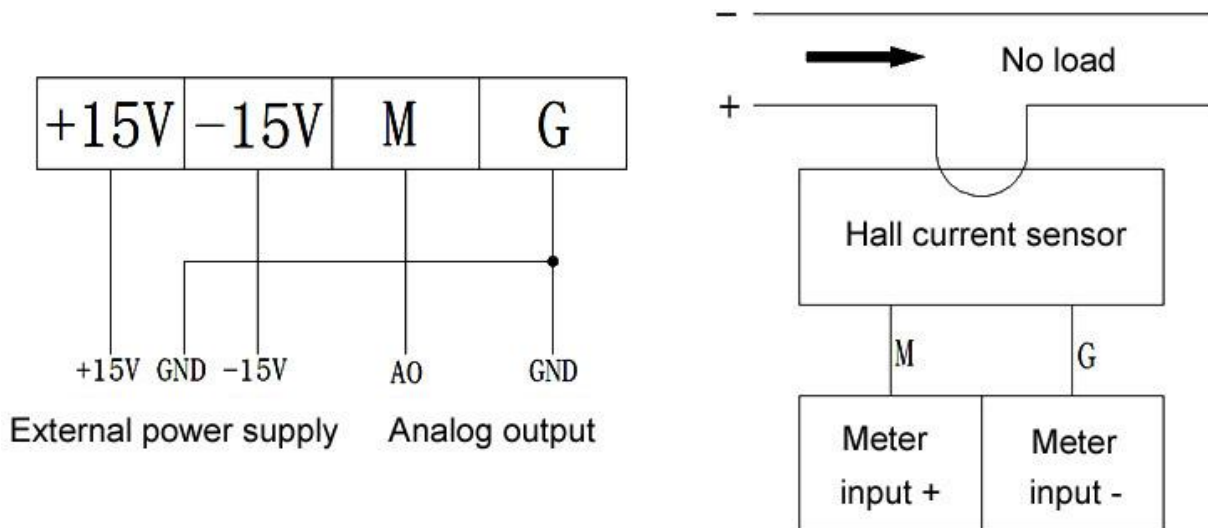 +15V -15V M G
+15V GND -15V AO GND
External power supply Analog output
-
No load
+
Hall current sensor
M G
Meter Meter
input + input -